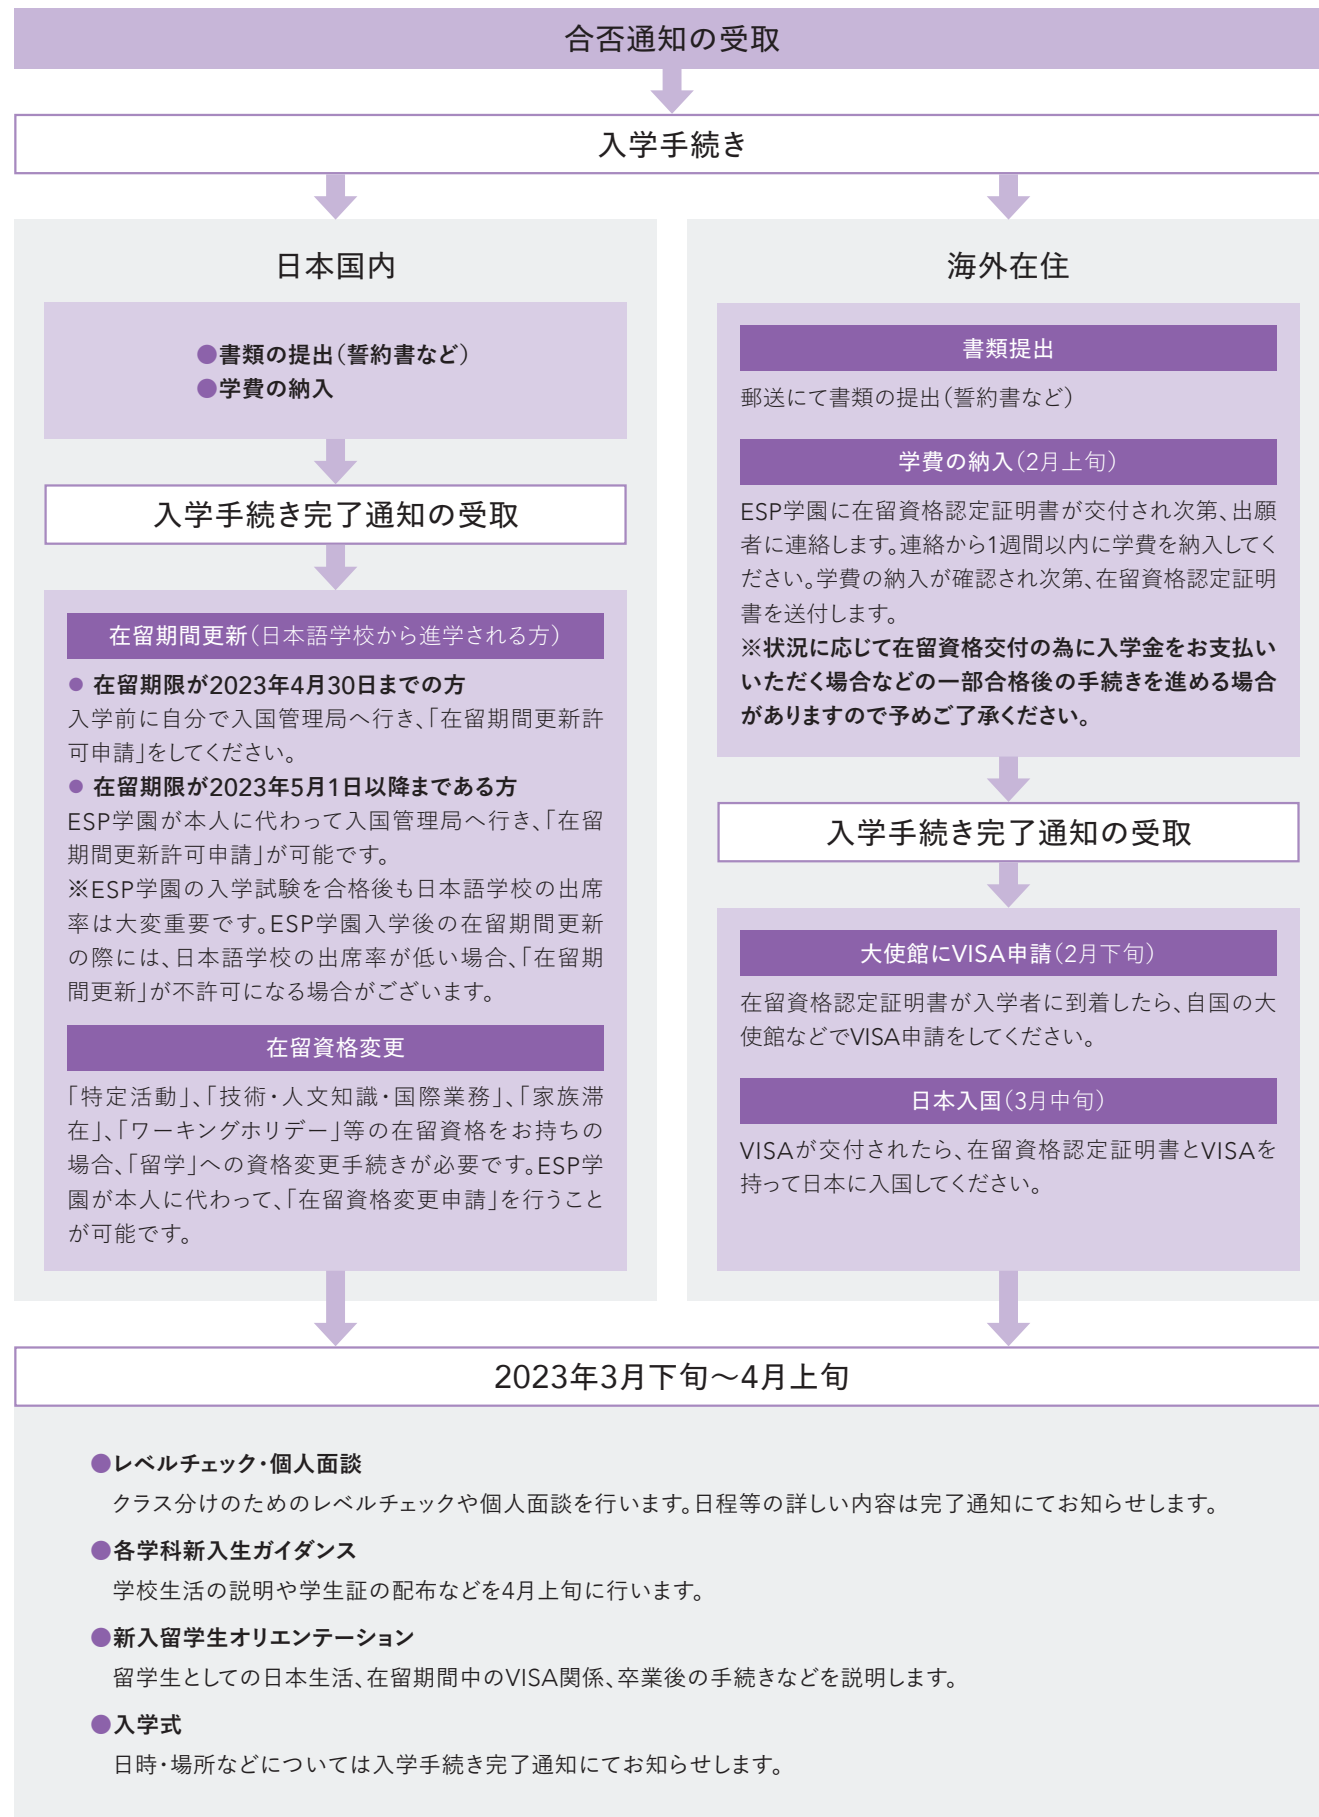 合否通知の受取
入学手続き
日本国内
●書類の提出（誓約書など）
●学費の納入
入学手続き完了通知の受取
在留期間更新（日本語学校から進学される方）
● 在留期限が2023年4月30日までの方
入学前に自分で入国管理局へ行き、「在留期間更新許
可申請」をしてください。
● 在留期限が2023年5月1日以降まである方
ESP学園が本人に代わって入国管理局へ行き、「在留
期間更新許可申請」が可能です。
※ESP学園の入学試験を合格後も日本語学校の出席
率は大変重要です。ESP学園入学後の在留期間更新
の際には、日本語学校の出席率が低い場合、「在留期
間更新」が不許可になる場合がございます。
在留資格変更
「特定活動」、「技術・人文知識・国際業務」、「家族滞
在」、「ワーキングホリデー」等の在留資格をお持ちの
場合、「留学」への資格変更手続きが必要です。ESP学
園が本人に代わって、「在留資格変更申請」を行うこと
が可能です。
海外在住
書類提出
郵送にて書類の提出（誓約書など）
学費の納入（2月上旬）
ESP学園に在留資格認定証明書が交付され次第、出願
者に連絡します。連絡から1週間以内に学費を納入してく
ださい。学費の納入が確認され次第、在留資格認定証明
書を送付します。
※状況に応じて在留資格交付の為に入学金をお支払い
いただく場合などの一部合格後の手続きを進める場合
がありますので予めご了承ください。
入学手続き完了通知の受取
大使館にVISA申請（2月下旬）
在留資格認定証明書が入学者に到着したら、自国の大
使館などでVISA申請をしてください。
日本入国（3月中旬）
VISAが交付されたら、在留資格認定証明書とVISAを
持って日本に入国してください。
2023年3月下旬～4月上旬
●レベルチェック・個人面談
クラス分けのためのレベルチェックや個人面談を行います。日程等の詳しい内容は完了通知にてお知らせします。
●各学科新入生ガイダンス
学校生活の説明や学生証の配布などを4月上旬に行います。
●新入留学生オリエンテーション
留学生としての日本生活、在留期間中のVISA関係、卒業後の手続きなどを説明します。
●入学式
日時・場所などについては入学手続き完了通知にてお知らせします。